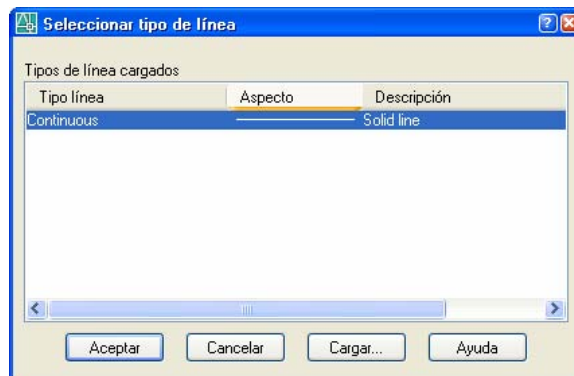 Seleccionar tipo de línea
Tipos de línea cargados
Tipo línea Aspecto Descripción
Continuous Solid line
Aceptar Cancelar Cargar... Ayuda